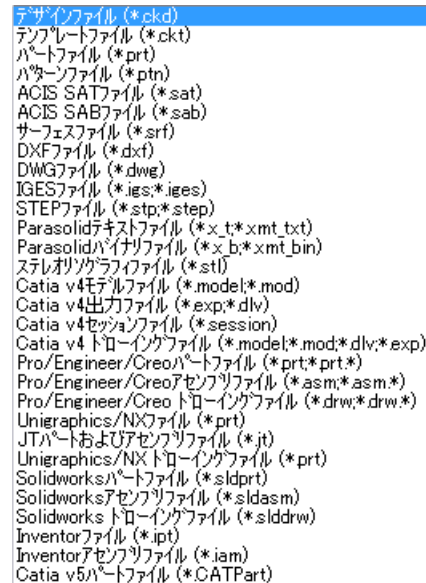 デザインファイル (*.ckd)
テンプレートファイル (*.ckt)
パートファイル (*.prt)
パターンファイル (*.ptn)
ACIS SATファイル (*.sat)
ACIS SABファイル (*.sab)
サーフェスファイル (*.srf)
DXFファイル (*.dxf)
DWGファイル (*.dwg)
IGESファイル (*.igs;*.iges)
STEPファイル (*.stp;*.step)
Parasolidテキストファイル (*.x_t;*.xmt_txt)
Parasolidバイナリファイル (*.x_b;*.xmt_bin)
ステレオリソグラフィファイル (*.stl)
Catia v4モデルファイル (*.model;*.mod)
Catia v4出力ファイル (*.exp;*.dlv)
Catia v4セッションファイル (*.session)
Catia v4 ドローイングファイル (*.model;*.mod;*.dlv;*.exp)
Pro/Engineer/Creoパートファイル (*.prt;*.prt.*)
Pro/Engineer/Creoアセンブリファイル (*.asm;*.asm.*)
Pro/Engineer/Creo ドローイングファイル (*.drw;*.drw.*)
Unigraphics/NXファイル (*.prt)
JTパートおよびアセンブリファイル (*.jt)
Unigraphics/NX ドローイングファイル (*.prt)
Solidworksパートファイル (*.sldprt)
Solidworksアセンブリファイル (*.sldasm)
Solidworks ドローイングファイル (*.slddrw)
Inventorファイル (*.ipt)
Inventorアセンブリファイル (*.iam)
Catia v5パートファイル (*.CATPart)